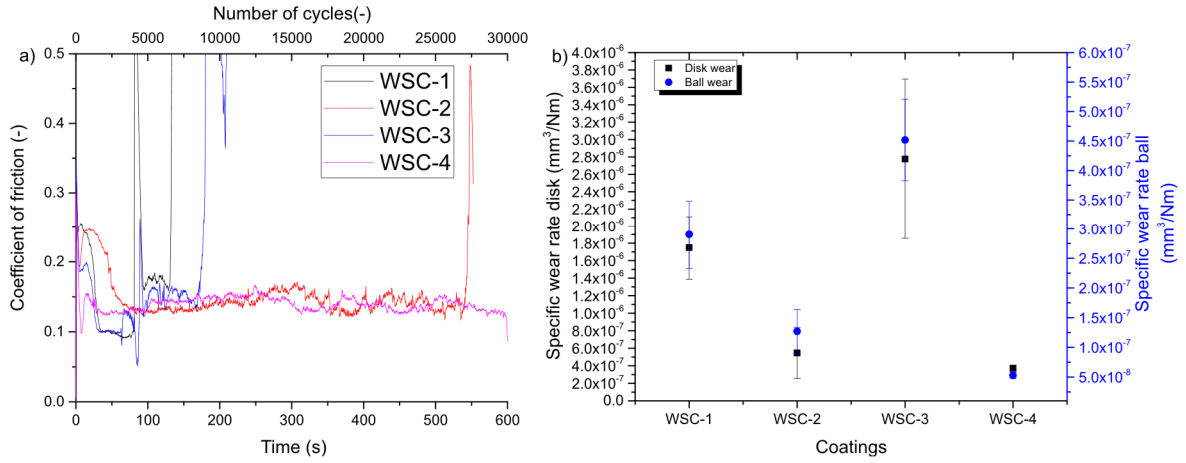 Number of cycles(-)
0 5000 10000 15000 20000 25000 30000
a)
0.5
0.4
0.3
0.2
0.1
0.0
Coefficient of friction (-)
WSC-1
WSC-2
WSC-3
WSC-4
0 100 200 300 400 500 600
Time (s)
b)
Disk wear
Ball wear
4.0x10⁻⁶
3.8x10⁻⁶
3.6x10⁻⁶
3.4x10⁻⁶
3.2x10⁻⁶
3.0x10⁻⁶
2.8x10⁻⁶
2.6x10⁻⁶
2.4x10⁻⁶
2.2x10⁻⁶
2.0x10⁻⁶
1.8x10⁻⁶
1.6x10⁻⁶
1.4x10⁻⁶
1.2x10⁻⁶
1.0x10⁻⁶
8.0x10⁻⁷
6.0x10⁻⁷
4.0x10⁻⁷
2.0x10⁻⁷
0.0
Specific wear rate disk (mm³/Nm)
6.0x10⁻⁷
5.5x10⁻⁷
5.0x10⁻⁷
4.5x10⁻⁷
4.0x10⁻⁷
3.5x10⁻⁷
3.0x10⁻⁷
2.5x10⁻⁷
2.0x10⁻⁷
1.5x10⁻⁷
1.0x10⁻⁷
5.0x10⁻⁸
Specific wear rate ball
(mm³/Nm)
WSC-1 WSC-2 WSC-3 WSC-4
Coatings